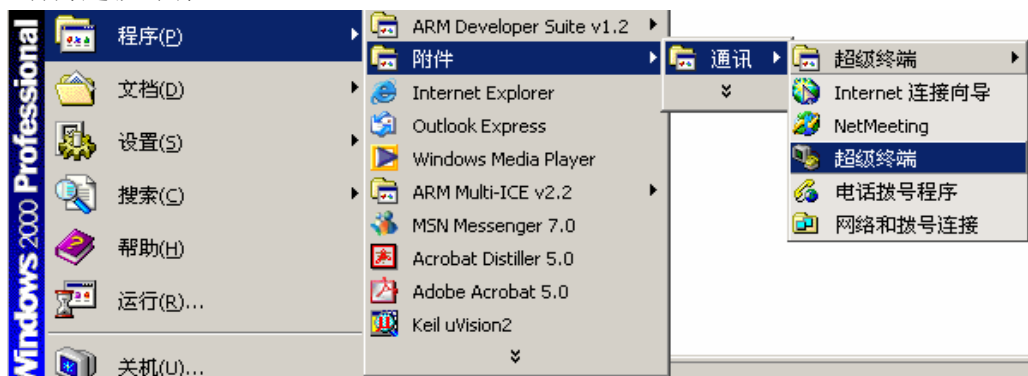 Windows 2000 Professional
程序(P)
文档(D)
设置(S)
搜索(C)
帮助(H)
运行(R)...
关机(U)...
ARM Developer Suite v1.2
附件
Internet Explorer
Outlook Express
Windows Media Player
ARM Multi-ICE v2.2
MSN Messenger 7.0
Acrobat Distiller 5.0
Adobe Acrobat 5.0
Keil uVision2
通讯
超级终端
Internet 连接向导
NetMeeting
超级终端
电话拨号程序
网络和拨号连接